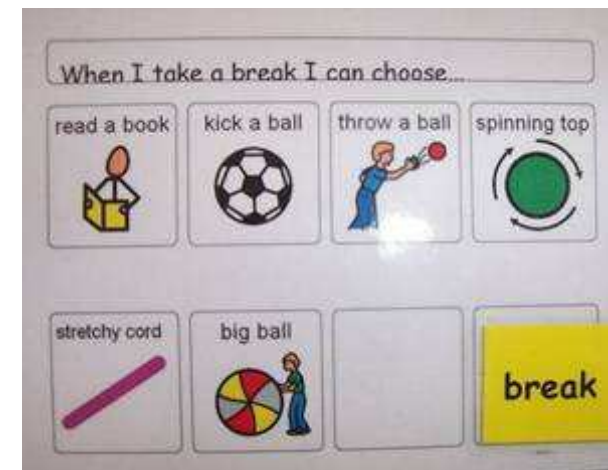 When I take a break I can choose...
read a book kick a ball throw a ball spinning top
stretchy cord big ball
break